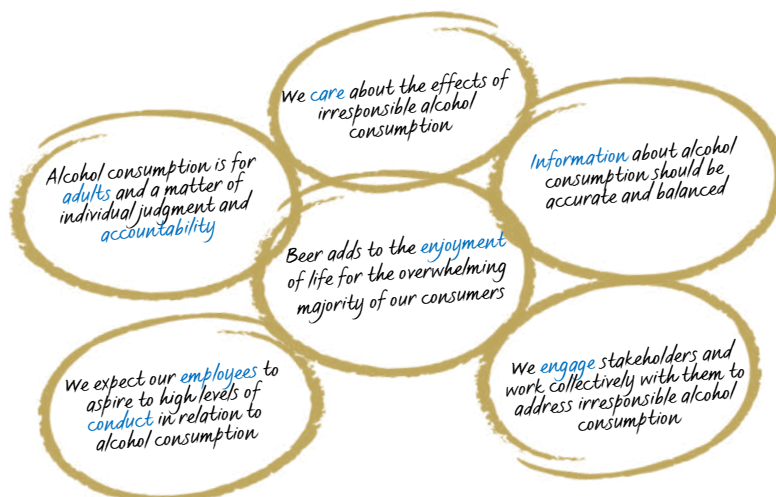 We care about the effects of
irresponsible alcohol
consumption
Alcohol consumption is for
adults and a matter of
individual judgment and
accountability
Information about alcohol
consumption should be
accurate and balanced
Beer adds to the enjoyment
of life for the overwhelming
majority of our consumers
We expect our employees to
aspire to high levels of
conduct in relation to
alcohol consumption
We engage stakeholders and
work collectively with them to
address irresponsible alcohol
consumption